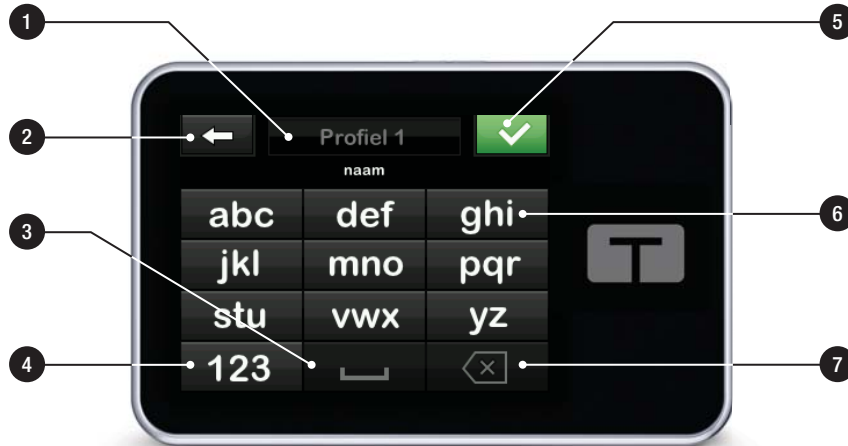 1
5
2
Profiel 1
naam
abc def ghi
6
3
jkl mno pqr
stu vwx yz
4
123
7
T